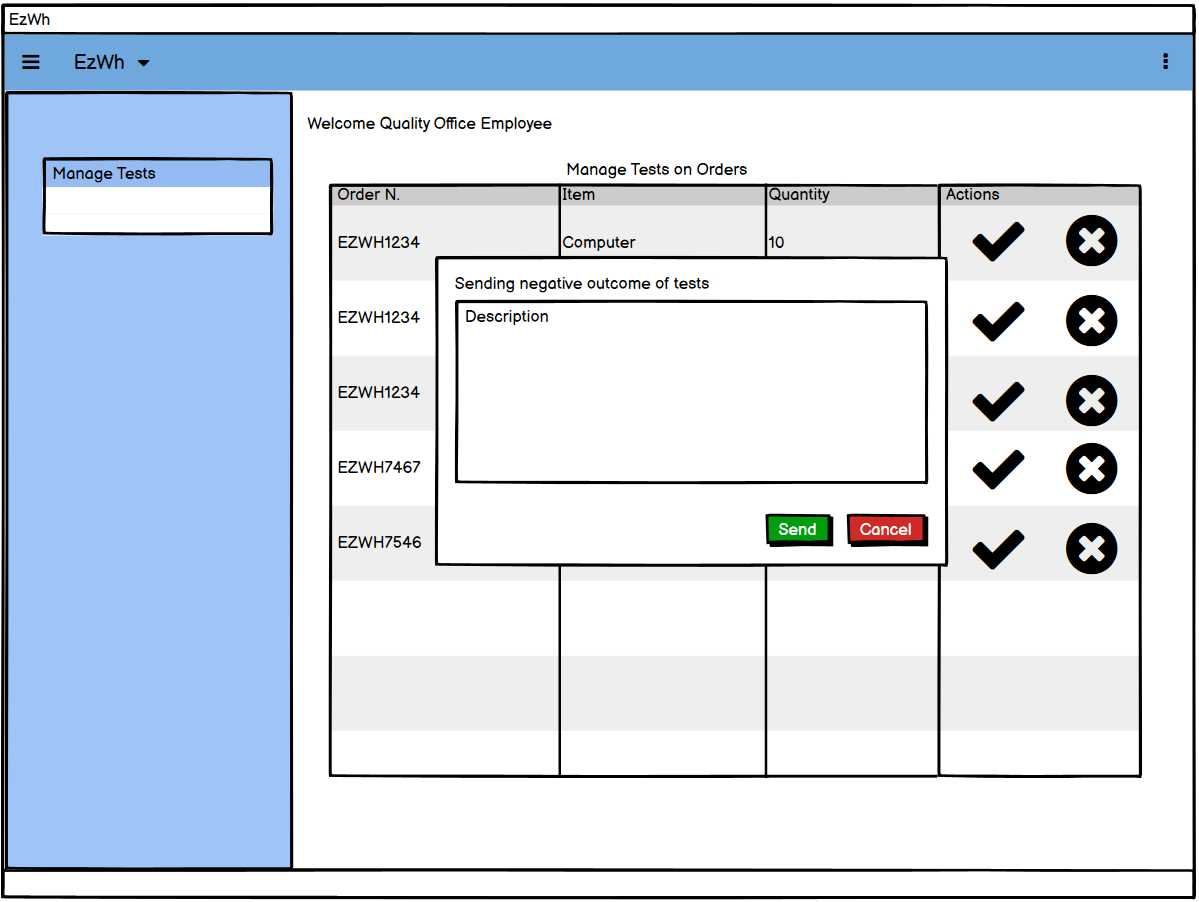 EzWh
EzWh
Welcome Quality Office Employee
Manage Tests
Manage Tests on Orders
Order N. Item Quantity Actions
EZWH1234 Computer 10
Sending negative outcome of tests
Description
EZWH1234
EZWH1234
EZWH7467
EZWH7546
Send Cancel